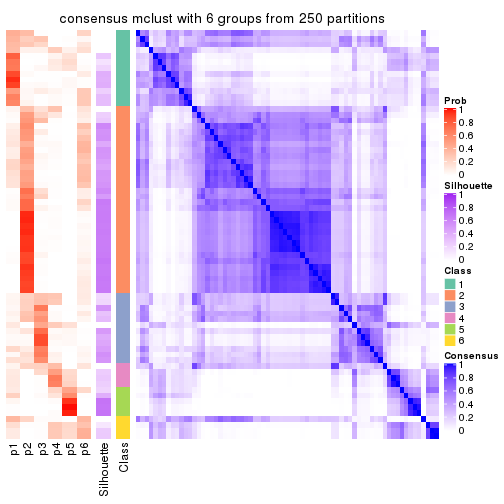 consensus mclust with 6 groups from 250 partitions
Prob
1
0.8
0.6
0.4
0.2
0
Silhouette
1
0.8
0.6
0.4
0.2
0
Class
1
2
3
4
5
6
Consensus
1
0.8
0.6
0.4
0.2
0
p1
p2
p3
p4
p5
p6
Silhouette
Class